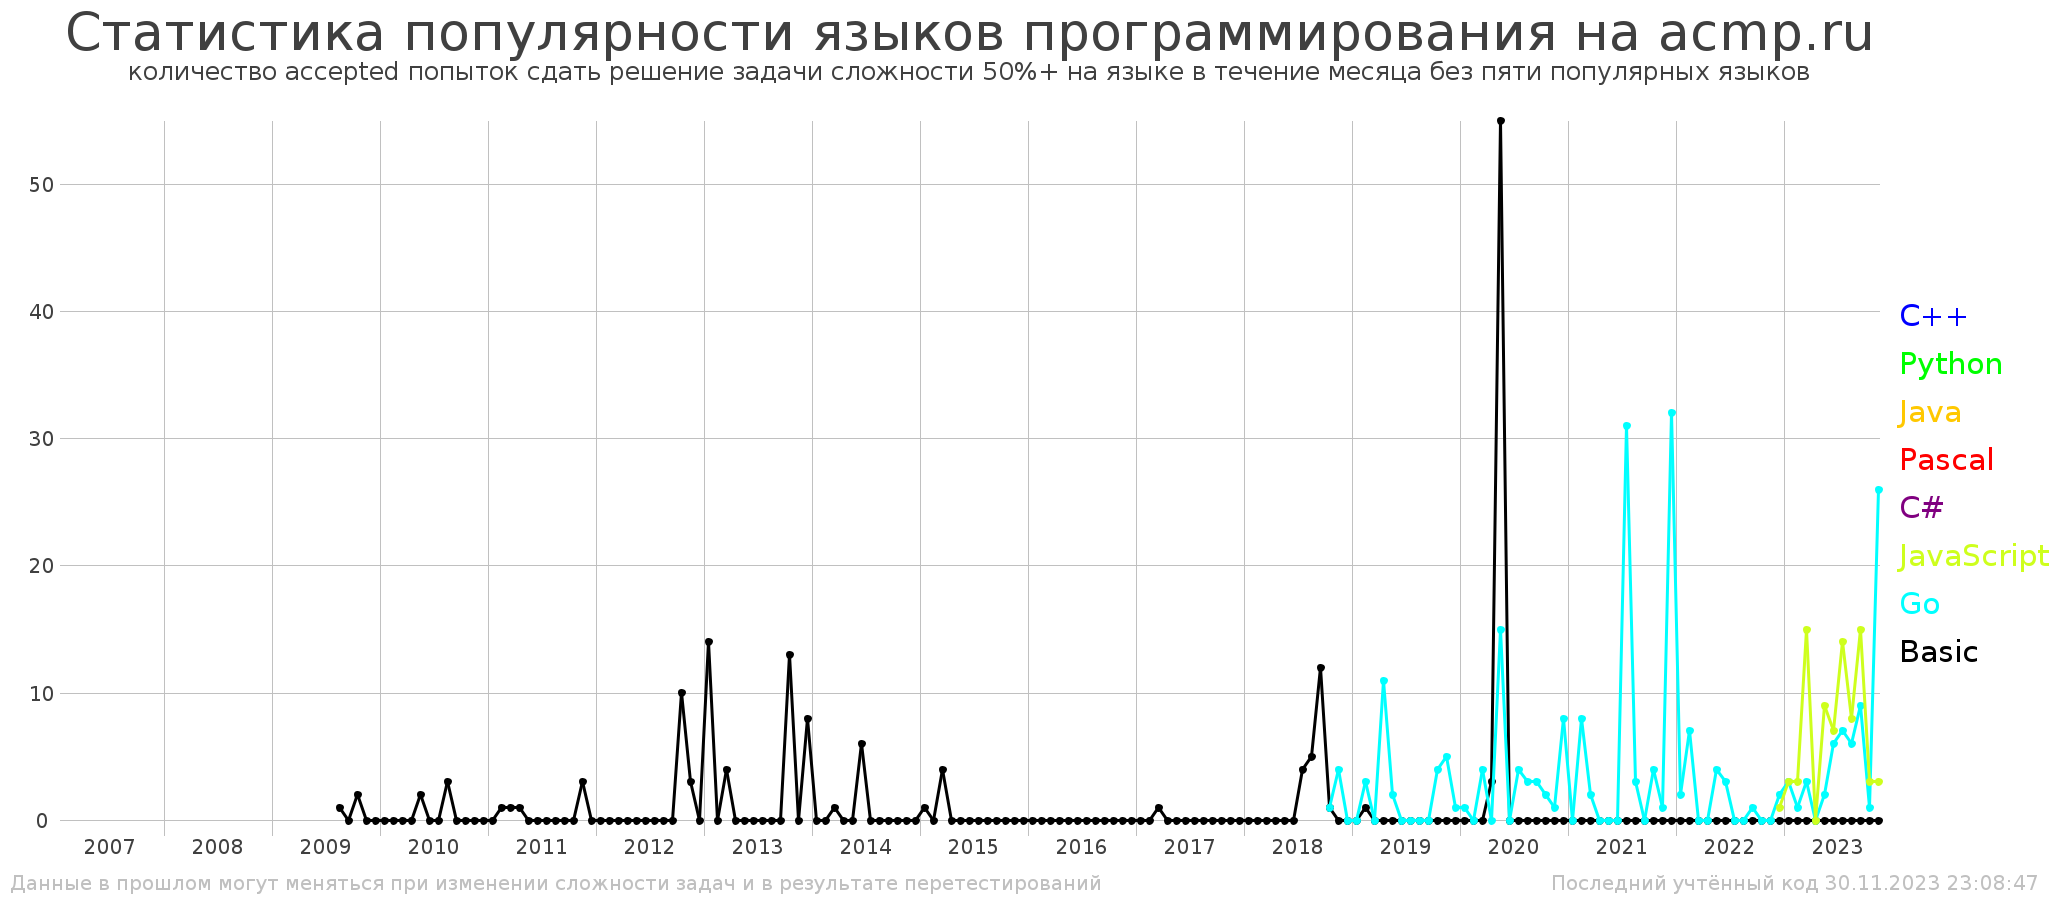 Статистика популярности языков программирования на acmp.ru
количество accepted попыток сдать решение задачи сложности 50%+ на языке в течение месяца без пяти популярных языков
50
40
30
20
10
0
C++
Python
Java
Pascal
C#
JavaScript
Go
Basic
2007 2008 2009 2010 2011 2012 2013 2014 2015 2016 2017 2018 2019 2020 2021 2022 2023
Данные в прошлом могут меняться при изменении сложности задач и в результате перетестирований
Последний учтённый код 30.11.2023 23:08:47